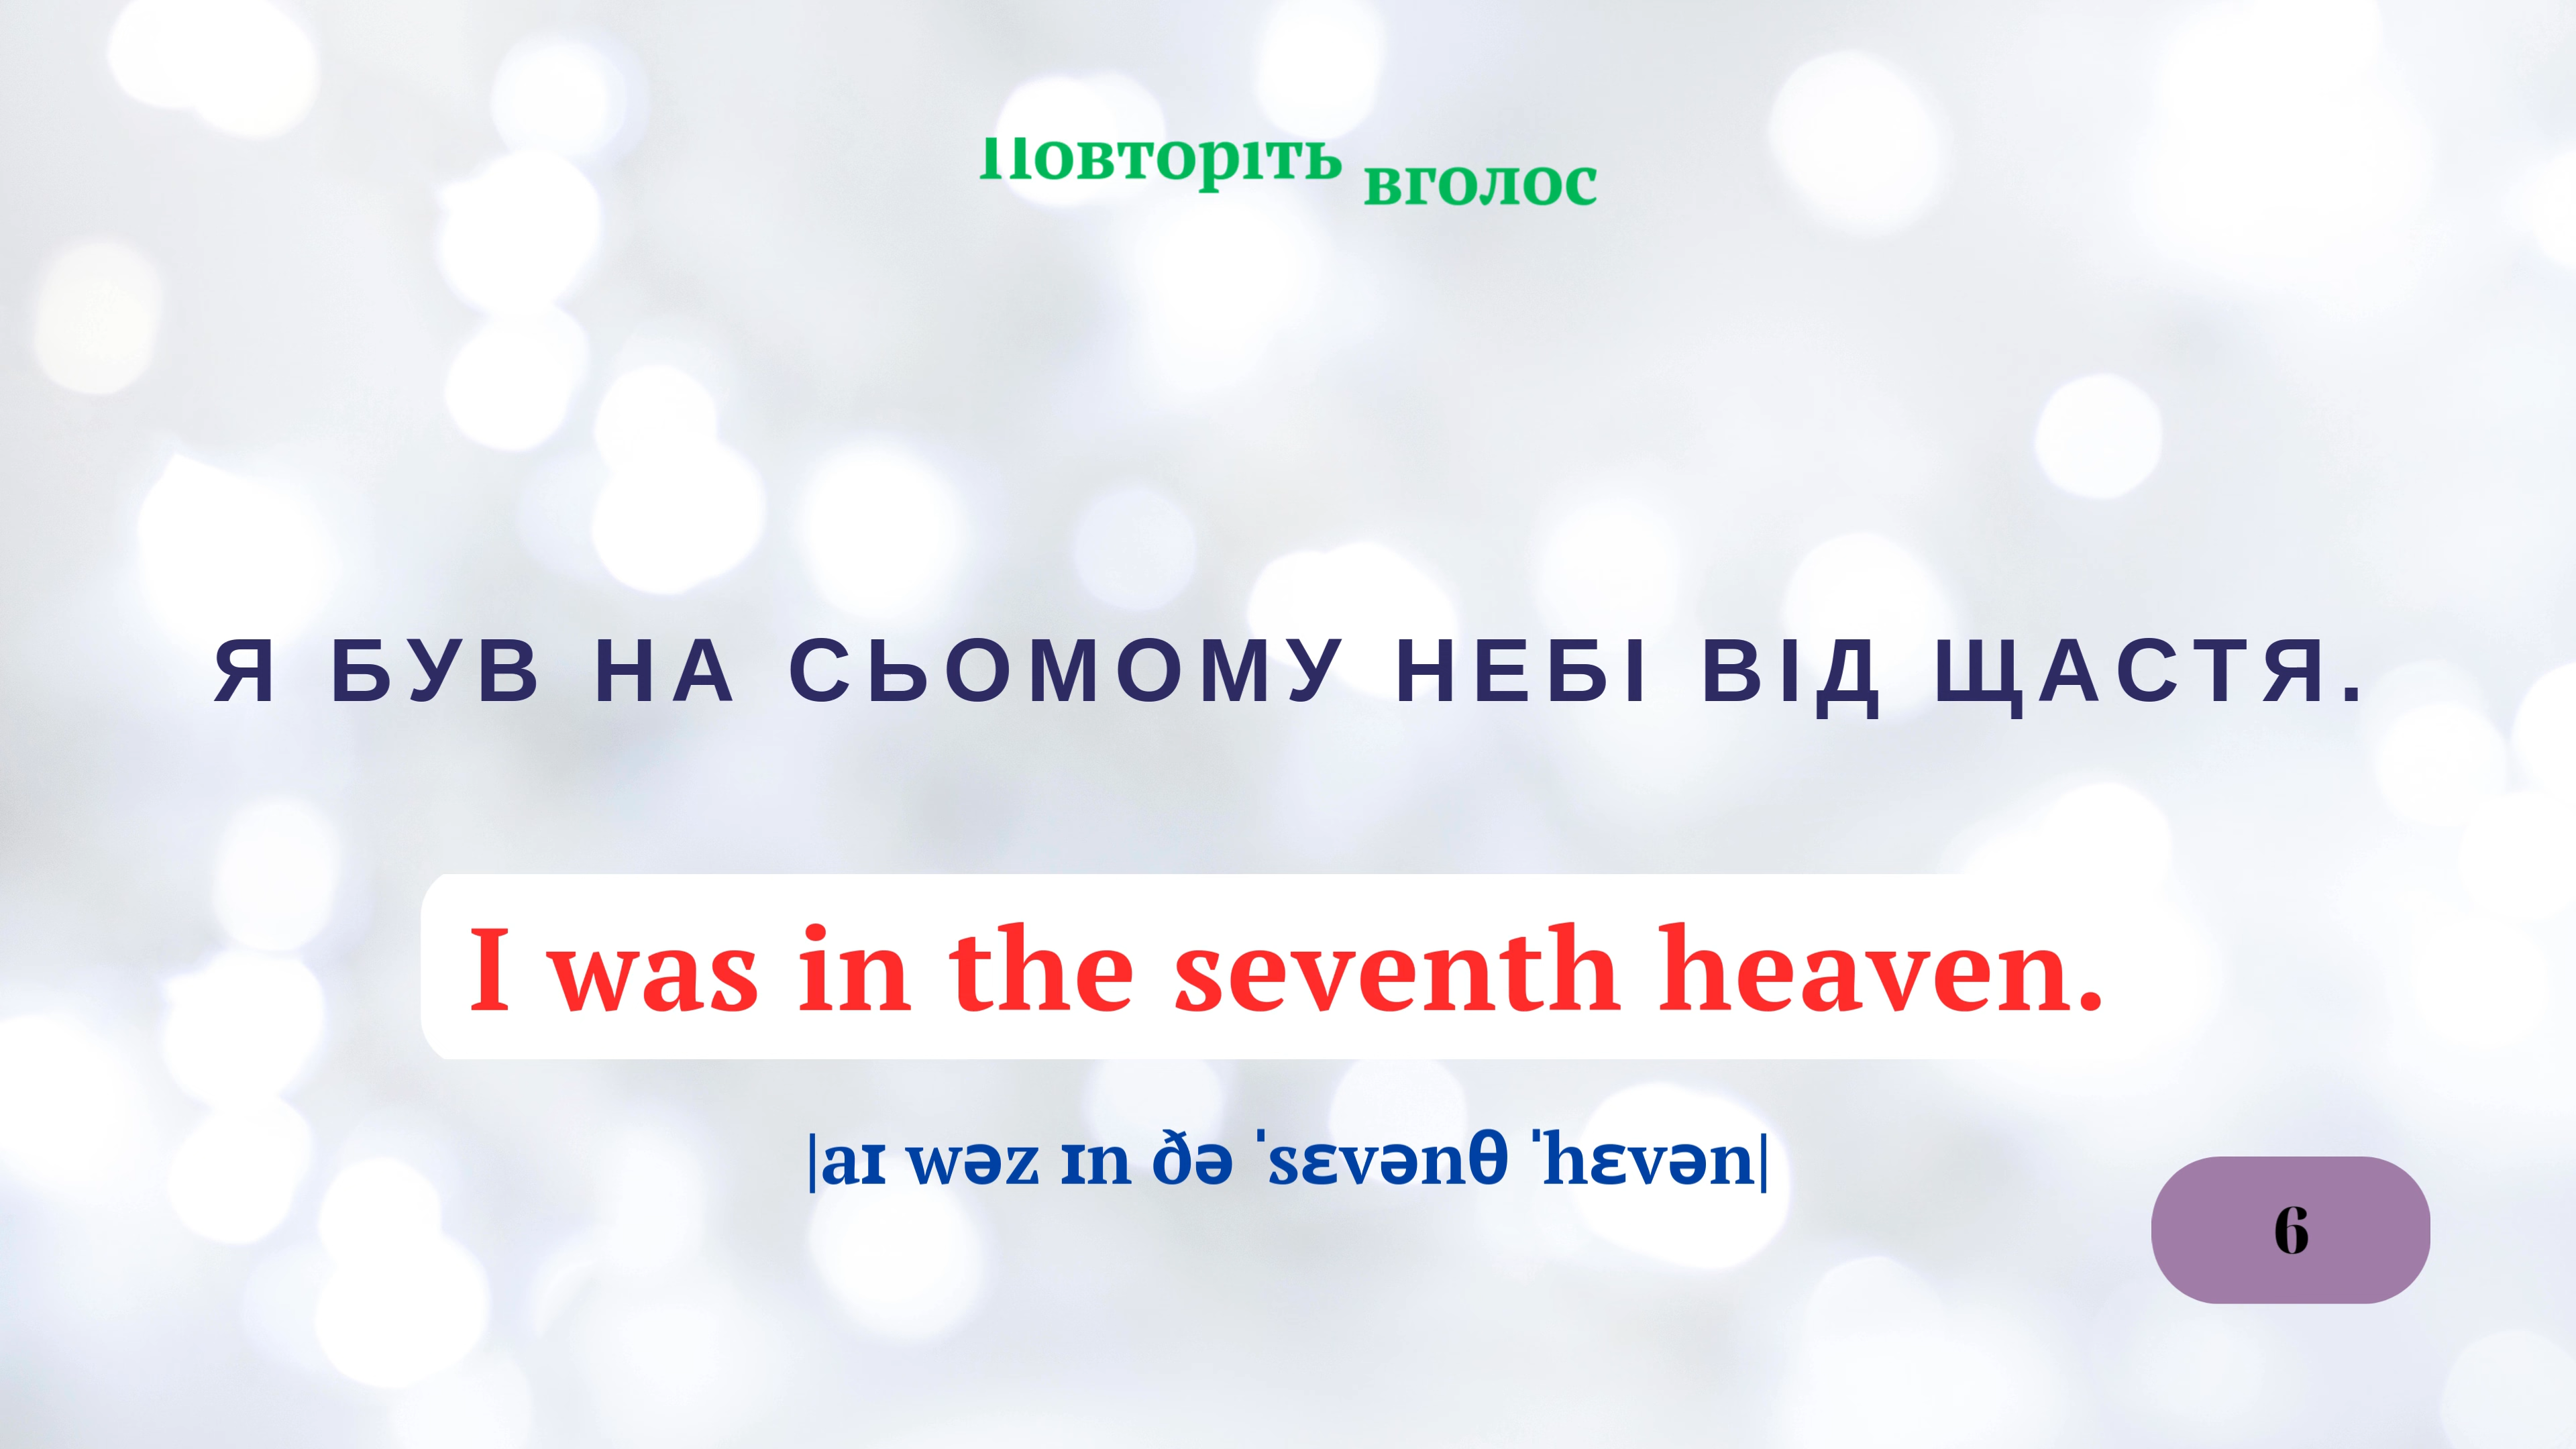 Повторіть вголос
Я БУВ НА СЬОМОМУ НЕБІ ВІД ЩАСТЯ.
I was in the seventh heaven.
|aɪ wəz ɪn ðə ˈsɛvənθ ˈhɛvən|
6